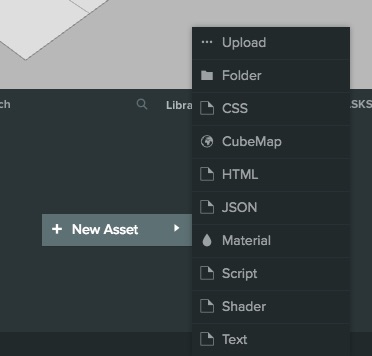 Upload
Folder
ch
Libra
SKS
CSS
CubeMap
HTML
JSON
New Asset
Material
Script
Shader
Text